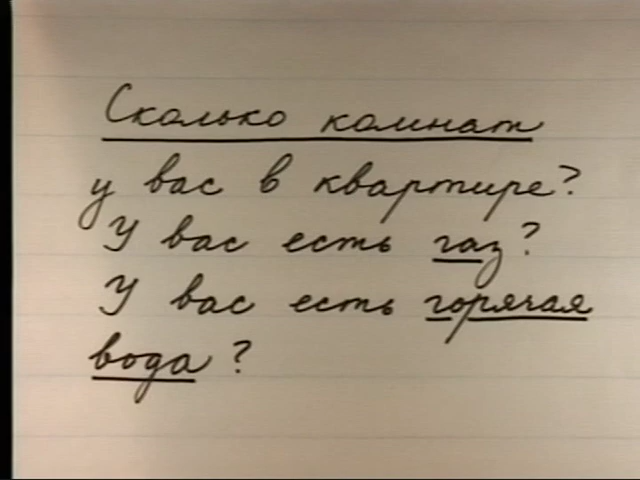 Сколько комнат
у вас в квартире?
У вас есть газ?
У вас есть горячая
вода?